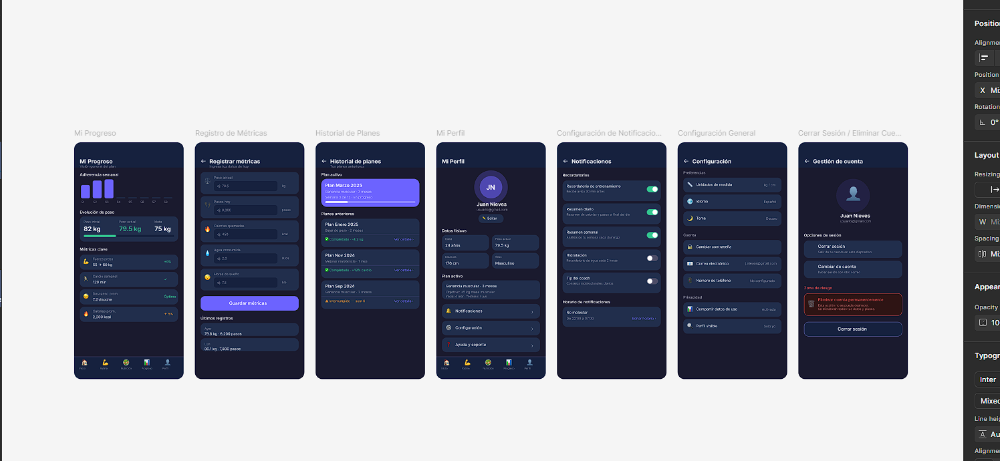 Mi Progreso
Mi Progreso
Visión general del plan
Adherencia semanal
S1 S2 S3 S4 S5 S6 S7 S8
Evolución de peso
Peso inicial Peso actual Meta
82 kg 79.5 kg 75 kg
Métricas clave
Fuerza press
55 → 60 kg
+9%
Cardio semanal
120 min
✓
Descanso prom.
7.2h/noche
Óptimo
Calorías prom.
2,280 kcal
↑ 5%
Inicio Rutina Nutrición Progreso Perfil
Registro de Métricas
← Registrar métricas
Ingresa tus datos de hoy
Peso actual
ej: 79.5 kg
Pasos hoy
ej: 8,000 pasos
Calorías quemadas
ej: 450 kcal
Agua consumida
ej: 2.0 litros
Horas de sueño
ej: 7.5 hrs
Guardar métricas
Últimos registros
Ayer
79.8 kg · 6,200 pasos
Lun
80.1 kg · 7,800 pasos
Historial de Planes
← Historial de planes
Tus planes anteriores
Plan activo
Plan Marzo 2025
Ganancia muscular · 3 meses
Semana 3 de 12 · En progreso
Planes anteriores
Plan Enero 2025
Bajar de peso · 2 meses
Completado · -4.2 kg
Ver detalle ›
Plan Nov 2024
Mejorar resistencia · 1 mes
Completado · +18% cardio
Ver detalle ›
Plan Sep 2024
Ganancia muscular · 3 meses
Interrumpido — sem 6
Ver detalle ›
Mi Perfil
Mi Perfil
JN
Juan Nieves
usuario@gmail.com
Editar
Datos físicos
Edad
24 años
Peso actual
79.5 kg
Estatura
176 cm
Sexo
Masculino
Plan activo
Ganancia muscular · 3 meses
Objetivo: +5 kg masa muscular
Inicio: 4 mar · Término: 4 jun
Notificaciones ›
Configuración ›
Ayuda y soporte ›
Inicio Rutina Nutrición Progreso Perfil
Configuración de Notificacio...
← Notificaciones
Recordatorios
Recordatorio de entrenamiento
Recibe aviso 30 min antes
Resumen diario
Resumen de calorías y pasos al final del día
Resumen semanal
Análisis de tu semana cada domingo
Hidratación
Recordatorio de agua cada 2 horas
Tip del coach
Consejos motivacionales diarios
Horario de notificaciones
No molestar
De 22:00 a 07:00
Editar horario ›
Configuración General
← Configuración
Preferencias
Unidades de medida kg / cm
Idioma Español
Tema Oscuro
Cuenta
Cambiar contraseña
Correo electrónico j.nieves@gmail.com
Número de teléfono No configurado
Privacidad
Compartir datos de uso Activado
Perfil visible Solo yo
Cerrar Sesión / Eliminar Cue...
← Gestión de cuenta
Juan Nieves
usuario@gmail.com
Opciones de sesión
Cerrar sesión
Salir de tu cuenta en este dispositivo
Cambiar de cuenta
Iniciar sesión con otro correo
Zona de riesgo
Eliminar cuenta permanentemente
Esta acción no se puede deshacer.
Se eliminarán todos tus datos y planes.
Cerrar sesión
Positio
Alignme
Position
X Mi
Rotation
0°
Layout
Resizing
Dimensi
W Mi
Spacing
Mi
Appear
Opacity
10
Typogr
Inter
Mixed
Line heig
Au
Alignme